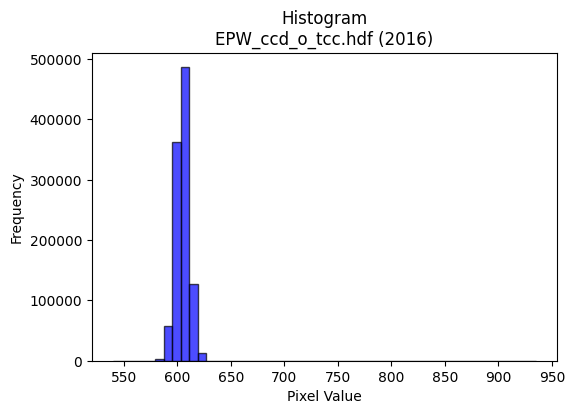 Histogram
EPW_ccd_o_tcc.hdf (2016)
500000
400000
300000
200000
100000
0
Frequency
550 600 650 700 750 800 850 900 950
Pixel Value